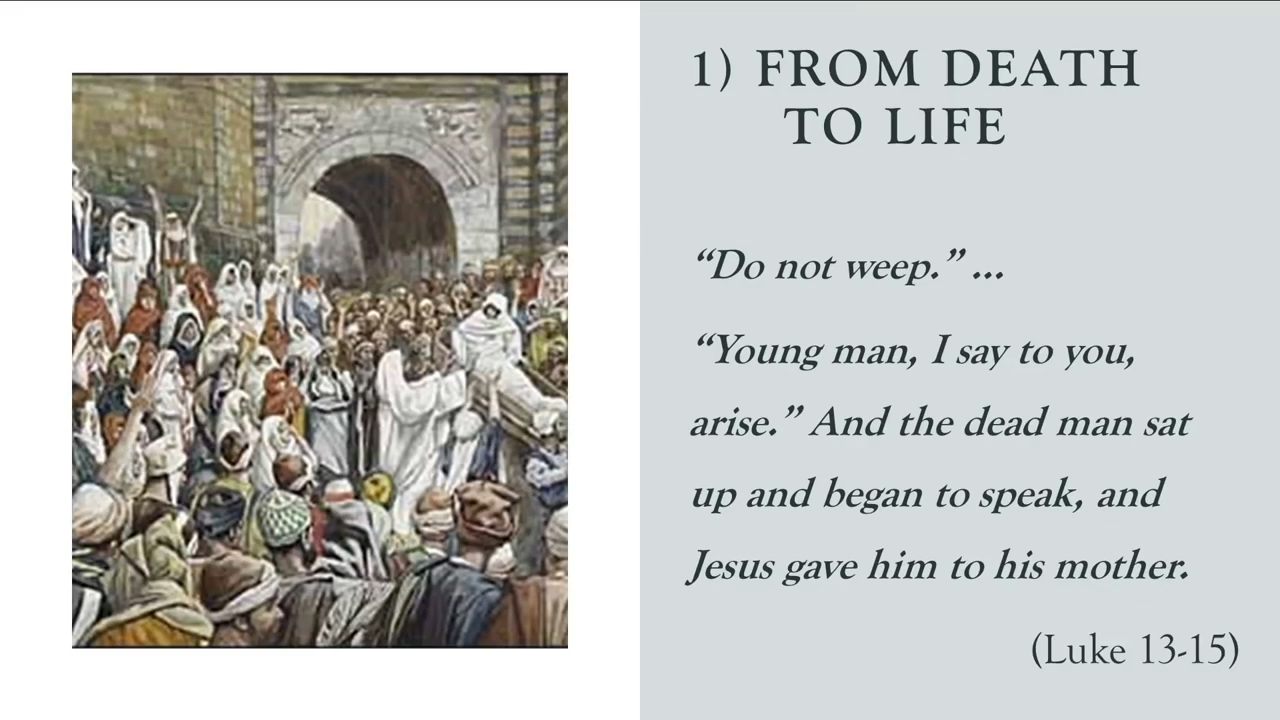 1) FROM DEATH
TO LIFE
“Do not weep.” ...
“Young man, I say to you,
arise.” And the dead man sat
up and began to speak, and
Jesus gave him to his mother.
(Luke 13-15)